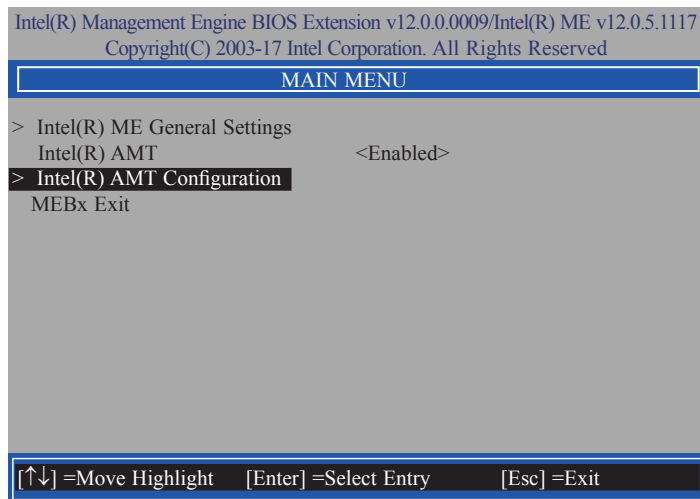 Intel(R) Management Engine BIOS Extension v12.0.0.0009/Intel(R) ME v12.0.5.1117
Copyright(C) 2003-17 Intel Corporation. All Rights Reserved
MAIN MENU
> Intel(R) ME General Settings
Intel(R) AMT <Enabled>
> Intel(R) AMT Configuration
MEBx Exit
[↑↓] =Move Highlight [Enter] =Select Entry [Esc] =Exit